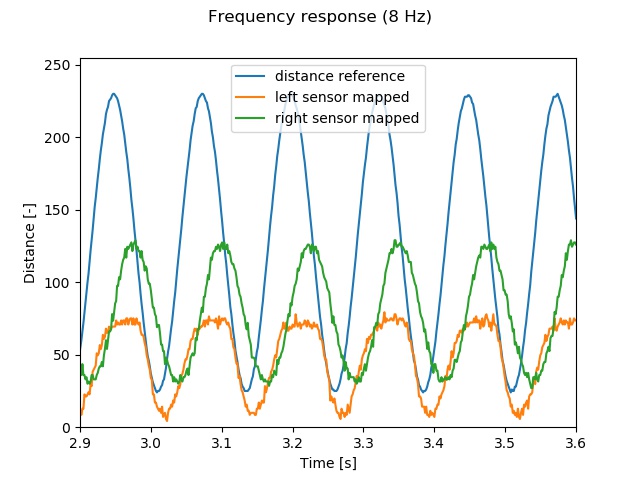 Frequency response (8 Hz)
distance reference
left sensor mapped
right sensor mapped
250
200
150
100
50
0
Distance [-]
2.9 3.0 3.1 3.2 3.3 3.4 3.5 3.6
Time [s]